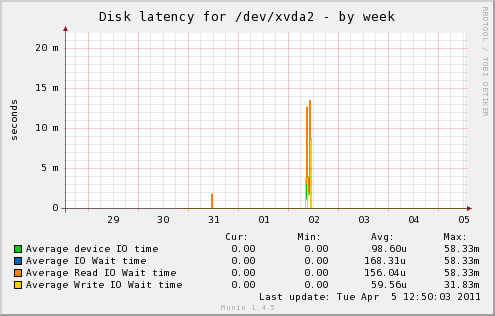 Disk latency for /dev/xvda2 - by week
RRDTOOL / TOBI OETIKER
seconds
20 m
15 m
10 m
5 m
0
29 30 31 01 02 03 04 05
Cur: Min: Avg: Max:
Average device IO time 0.00 0.00 98.60u 58.33m
Average IO Wait time 0.00 0.00 168.31u 58.33m
Average Read IO Wait time 0.00 0.00 156.04u 58.33m
Average Write IO Wait time 0.00 0.00 59.56u 31.83m
Last update: Tue Apr  5 12:50:03 2011
Munin 1.4.5